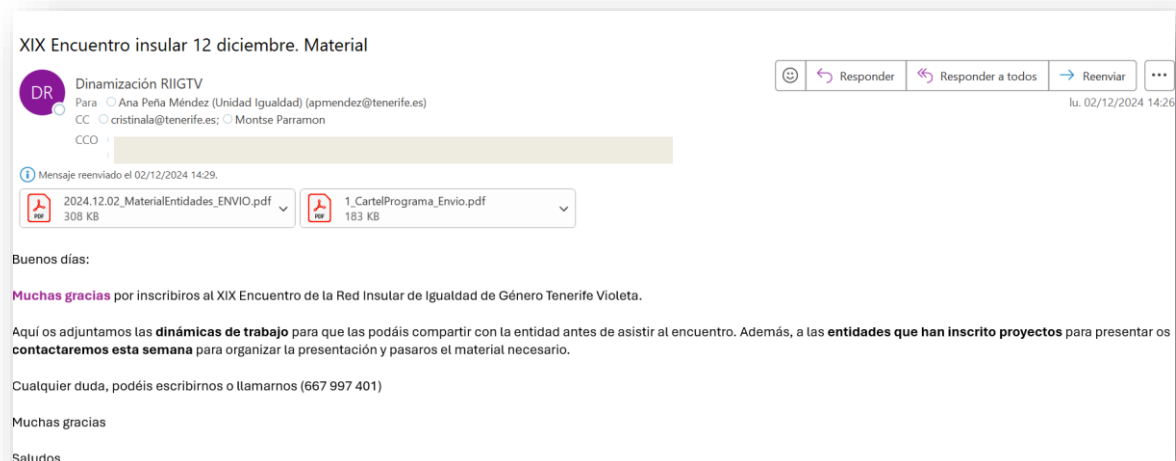 XIX Encuentro insular 12 diciembre. Material
DR
Dinamización RIIGTV
Para Ana Peña Méndez (Unidad Igualdad) (apmendez@tenerife.es)
CC cristinala@tenerife.es; Montse Parramon
CCO
Responder
Responder a todos
Reenviar
lu. 02/12/2024 14:26
Mensaje reenviado el 02/12/2024 14:29.
PDF
2024.12.02_MaterialEntidades_ENVIO.pdf
308 KB
PDF
1_CartelPrograma_Envio.pdf
183 KB
Buenos días:
Muchas gracias por inscribiros al XIX Encuentro de la Red Insular de Igualdad de Género Tenerife Violeta.
Aquí os adjuntamos las dinámicas de trabajo para que las podáis compartir con la entidad antes de asistir al encuentro. Además, a las entidades que han inscrito proyectos para presentar os
contactaremos esta semana para organizar la presentación y pasaros el material necesario.
Cualquier duda, podéis escribirnos o llamarnos (667 997 401)
Muchas gracias
Saludos